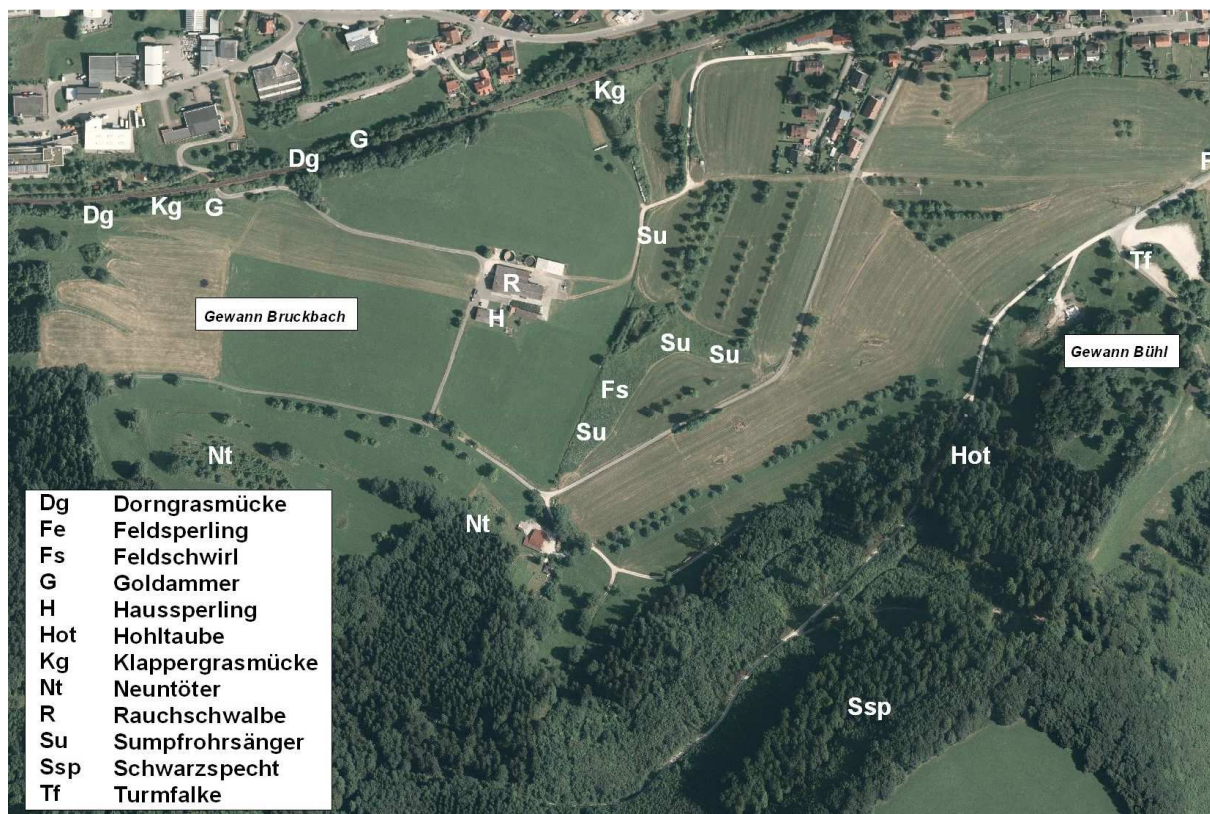 Kg
G
Dg
F
Dg
Kg
G
Su
Tf
R
Gewann Bruckbach
H
Su
Su
Gewann Bühl
Fs
Su
Nt
Hot
Nt
Ssp
Dg Dorngrasmücke
Fe Feldsperling
Fs Feldschwirl
G Goldammer
H Haussperling
Hot Hohltaube
Kg Klappergrasmücke
Nt Neuntöter
R Rauchschwalbe
Su Sumpfrohrsänger
Ssp Schwarzspecht
Tf Turmfalke